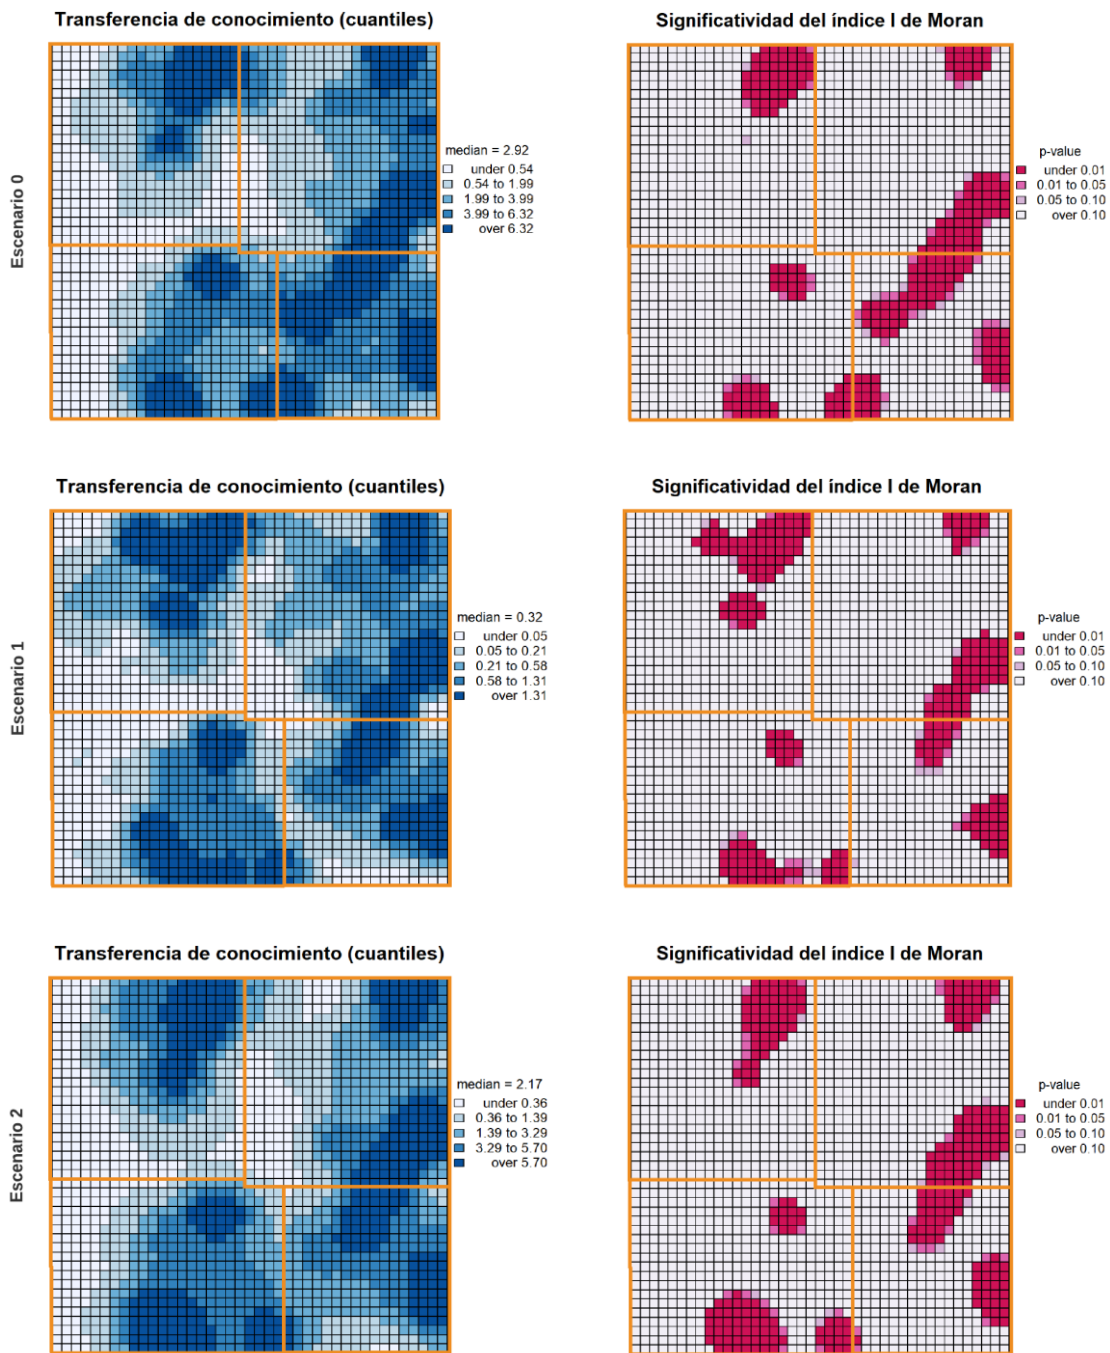 Transferencia de conocimiento (cuantiles)
Significatividad del índice I de Moran
Escenario 0
median = 2.92
under 0.54
0.54 to 1.99
1.99 to 3.99
3.99 to 6.32
over 6.32
p-value
under 0.01
0.01 to 0.05
0.05 to 0.10
over 0.10
Transferencia de conocimiento (cuantiles)
Significatividad del índice I de Moran
Escenario 1
median = 0.32
under 0.05
0.05 to 0.21
0.21 to 0.58
0.58 to 1.31
over 1.31
p-value
under 0.01
0.01 to 0.05
0.05 to 0.10
over 0.10
Transferencia de conocimiento (cuantiles)
Significatividad del índice I de Moran
Escenario 2
median = 2.17
under 0.36
0.36 to 1.39
1.39 to 3.29
3.29 to 5.70
over 5.70
p-value
under 0.01
0.01 to 0.05
0.05 to 0.10
over 0.10